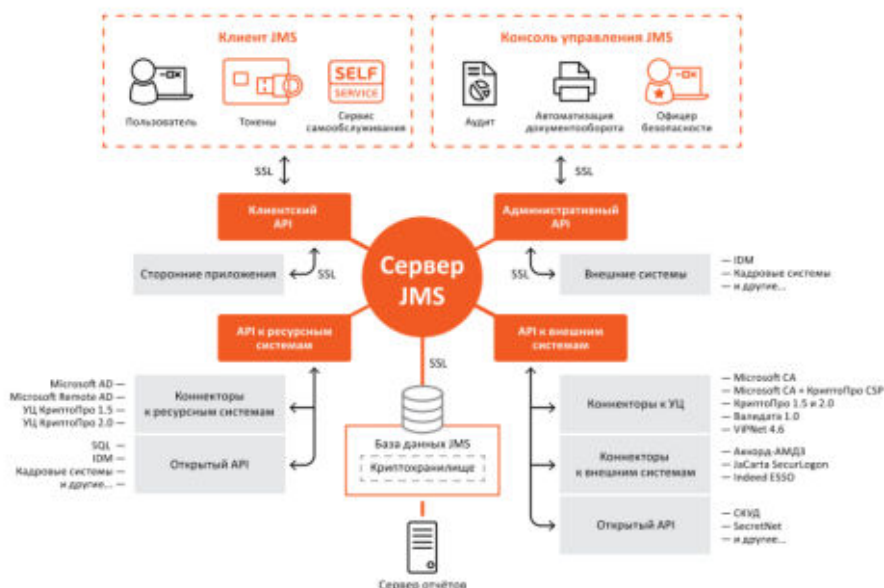 Клиент JMS
Пользователь
Токены
SELF
SERVICE
Сервис
самообслуживания
Консоль управления JMS
Аудит
Автоматизация
документооборота
Офицер
безопасности
SSL
SSL
Клиентский
API
Административный
API
Сервер
JMS
Сторонние приложения
SSL
SSL
Внешние системы
— IDM
— Кадровые системы
— и другие...
API к ресурсным
системам
API к внешним
системам
SSL
Microsoft AD —
Microsoft Remote AD —
УЦ КриптоПро 1.5 —
УЦ КриптоПро 2.0 —
Коннекторы
к ресурсным системам
SQL —
IDM —
Кадровые системы —
и другие... —
Открытый API
База данных JMS
Криптохранилище
Сервер отчётов
Коннекторы к УЦ
— Microsoft CA
— Microsoft CA + КриптоПро CSP
— КриптоПро 1.5 и 2.0
— Валидата 1.0
— ViPNet 4.6
Коннекторы
к внешним системам
— Аккорд-АМДЗ
— JaCarta SecurLogon
— Indeed ESSO
Открытый API
— СКУД
— SecretNet
— и другие...